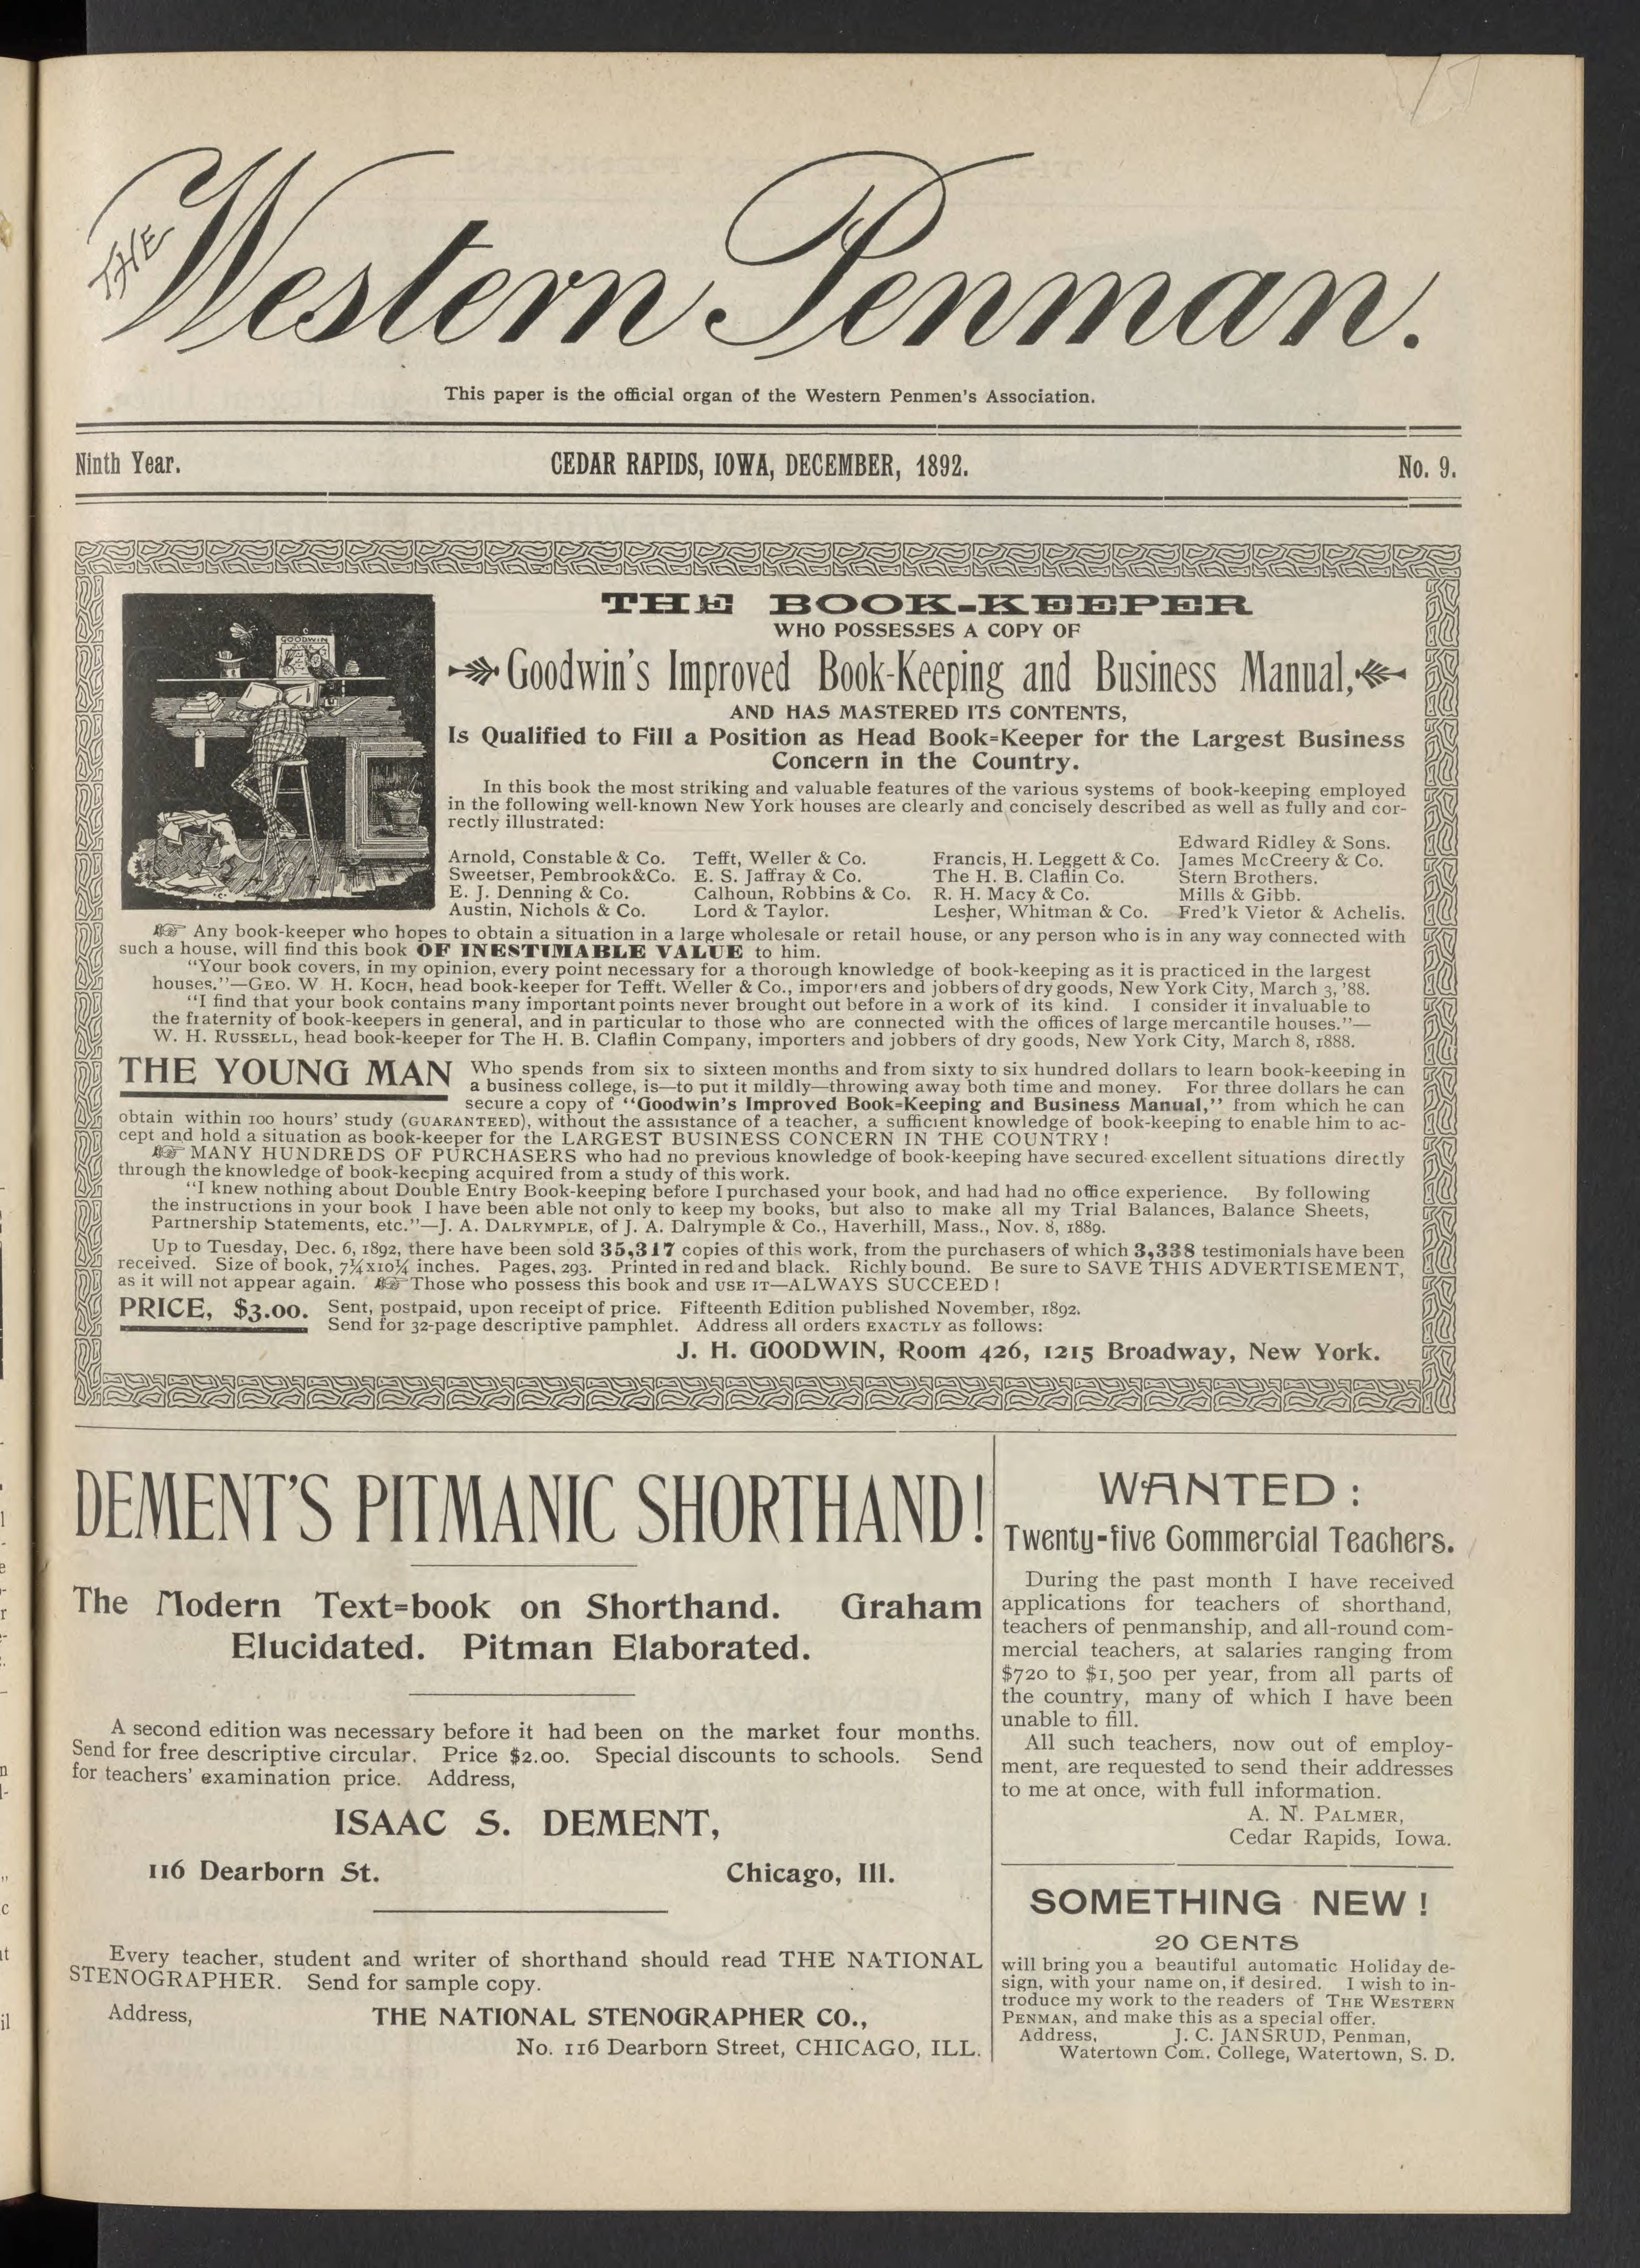 THE Western Penman.
This paper is the official organ of the Western Penmen's Association.
Ninth Year. CEDAR RAPIDS, IOWA, DECEMBER, 1892. No. 9.
GOODWIN
THE BOOK-KEEPER
WHO POSSESSES A COPY OF
Goodwin's Improved Book-Keeping and Business Manual,
AND HAS MASTERED ITS CONTENTS,
Is Qualified to Fill a Position as Head Book-Keeper for the Largest Business
Concern in the Country.
In this book the most striking and valuable features of the various systems of book-keeping employed
in the following well-known New York houses are clearly and concisely described as well as fully and cor-
rectly illustrated:
Edward Ridley & Sons.
Arnold, Constable & Co. Tefft, Weller & Co. Francis, H. Leggett & Co. James McCreery & Co.
Sweetser, Pembrook&Co. E. S. Jaffray & Co. The H. B. Claflin Co. Stern Brothers.
E. J. Denning & Co. Calhoun, Robbins & Co. R. H. Macy & Co. Mills & Gibb.
Austin, Nichols & Co. Lord & Taylor. Lesher, Whitman & Co. Fred'k Vietor & Achelis.
☞ Any book-keeper who hopes to obtain a situation in a large wholesale or retail house, or any person who is in any way connected with
such a house, will find this book OF INESTIMABLE VALUE to him.
"Your book covers, in my opinion, every point necessary for a thorough knowledge of book-keeping as it is practiced in the largest
houses."—GEO. W. H. KOCH, head book-keeper for Tefft. Weller & Co., importers and jobbers of dry goods, New York City, March 3, '88.
"I find that your book contains many important points never brought out before in a work of its kind. I consider it invaluable to
the fraternity of book-keepers in general, and in particular to those who are connected with the offices of large mercantile houses."—
W. H. RUSSELL, head book-keeper for The H. B. Claflin Company, importers and jobbers of dry goods, New York City, March 8, 1888.
THE YOUNG MAN Who spends from six to sixteen months and from sixty to six hundred dollars to learn book-keeping in
a business college, is—to put it mildly—throwing away both time and money. For three dollars he can
secure a copy of "Goodwin's Improved Book-Keeping and Business Manual," from which he can
obtain within 100 hours' study (GUARANTEED), without the assistance of a teacher, a sufficient knowledge of book-keeping to enable him to ac-
cept and hold a situation as book-keeper for the LARGEST BUSINESS CONCERN IN THE COUNTRY!
☞ MANY HUNDREDS OF PURCHASERS who had no previous knowledge of book-keeping have secured excellent situations directly
through the knowledge of book-keeping acquired from a study of this work.
"I knew nothing about Double Entry Book-keeping before I purchased your book, and had had no office experience. By following
the instructions in your book I have been able not only to keep my books, but also to make all my Trial Balances, Balance Sheets,
Partnership Statements, etc."—J. A. DALRYMPLE, of J. A. Dalrymple & Co., Haverhill, Mass., Nov. 8, 1889.
Up to Tuesday, Dec. 6, 1892, there have been sold 35,317 copies of this work, from the purchasers of which 3,338 testimonials have been
received. Size of book, 7¼x10¼ inches. Pages, 293. Printed in red and black. Richly bound. Be sure to SAVE THIS ADVERTISEMENT,
as it will not appear again. ☞ Those who possess this book and USE IT—ALWAYS SUCCEED!
PRICE, $3.00. Sent, postpaid, upon receipt of price. Fifteenth Edition published November, 1892.
Send for 32-page descriptive pamphlet. Address all orders EXACTLY as follows:
J. H. GOODWIN, Room 426, 1215 Broadway, New York.
DEMENT'S PITMANIC SHORTHAND!
The Modern Text-book on Shorthand. Graham
Elucidated. Pitman Elaborated.
A second edition was necessary before it had been on the market four months.
Send for free descriptive circular. Price $2.00. Special discounts to schools. Send
for teachers' examination price. Address,
ISAAC S. DEMENT,
116 Dearborn St. Chicago, Ill.
Every teacher, student and writer of shorthand should read THE NATIONAL
STENOGRAPHER. Send for sample copy.
Address, THE NATIONAL STENOGRAPHER CO.,
No. 116 Dearborn Street, CHICAGO, ILL.
WANTED:
Twenty-five Commercial Teachers.
During the past month I have received
applications for teachers of shorthand,
teachers of penmanship, and all-round com-
mercial teachers, at salaries ranging from
$720 to $1,500 per year, from all parts of
the country, many of which I have been
unable to fill.
All such teachers, now out of employ-
ment, are requested to send their addresses
to me at once, with full information.
A. N. PALMER,
Cedar Rapids, Iowa.
SOMETHING NEW!
20 CENTS
will bring you a beautiful automatic Holiday de-
sign, with your name on, if desired. I wish to in-
troduce my work to the readers of THE WESTERN
PENMAN, and make this as a special offer.
Address, J. C. JANSRUD, Penman,
Watertown Com. College, Watertown, S. D.